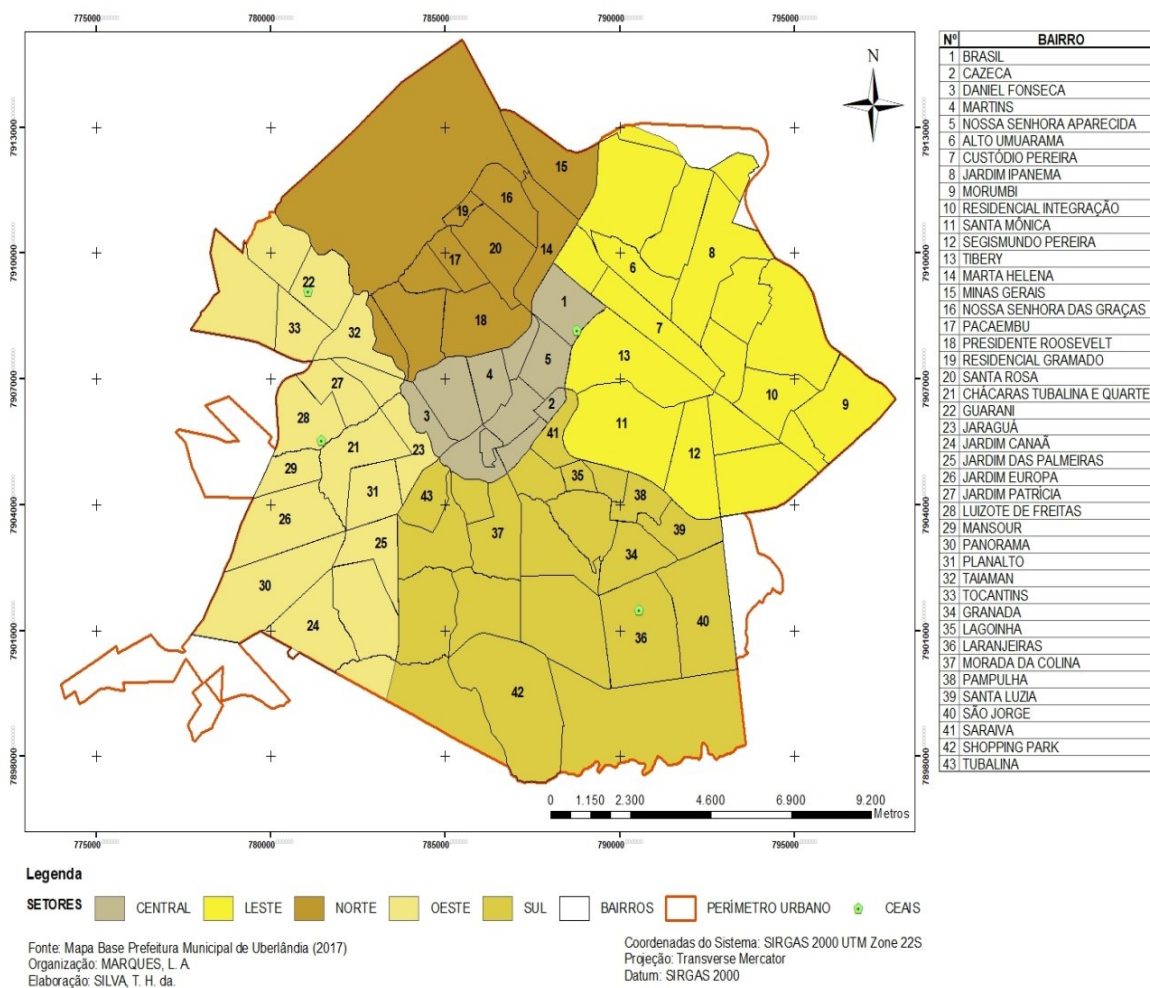 775000 780000 785000 790000 795000
Nº BAIRRO
1 BRASIL
2 CAZECA
3 DANIEL FONSECA
4 MARTINS
5 NOSSA SENHORA APARECIDA
6 ALTO UMUARAMA
7 CUSTÓDIO PEREIRA
8 JARDIM IPANEMA
9 MORUMBI
10 RESIDENCIAL INTEGRAÇÃO
11 SANTA MÔNICA
12 SEGISMUNDO PEREIRA
13 TIBERY
14 MARTA HELENA
15 MINAS GERAIS
16 NOSSA SENHORA DAS GRAÇAS
17 PACAEMBU
18 PRESIDENTE ROOSEVELT
19 RESIDENCIAL GRAMADO
20 SANTA ROSA
21 CHÁCARAS TUBALINA E QUARTE
22 GUARANI
23 JARAGUÁ
24 JARDIM CANAÃ
25 JARDIM DAS PALMEIRAS
26 JARDIM EUROPA
27 JARDIM PATRÍCIA
28 LUIZOTE DE FREITAS
29 MANSOUR
30 PANORAMA
31 PLANALTO
32 TAIAMAN
33 TOCANTINS
34 GRANADA
35 LAGOINHA
36 LARANJEIRAS
37 MORADA DA COLINA
38 PAMPULHA
39 SANTA LUZIA
40 SÃO JORGE
41 SARAIVA
42 SHOPPING PARK
43 TUBALINA
N
7913000 7913000
15
16
19
20 14
7910000 7910000
17 8
6
22
1
33 32 18 7
5 13
4
7907000 7907000
27 10
2 9
28 3 41 11
21 23 12
29 35
31 43 38
26 37 39
7904000 7904000
25 34
30
24 36 40
7901000 7901000
42
7898000 7898000
0 1.150 2.300 4.600 6.900 9.200
Metros
775000 780000 785000 790000 795000
Legenda
SETORES CENTRAL LESTE NORTE OESTE SUL BAIRROS PERÍMETRO URBANO CEAIS
Fonte: Mapa Base Prefeitura Municipal de Uberlândia (2017)
Organização: MARQUES, L. A.
Elaboração: SILVA, T. H. da.
Coordenadas do Sistema: SIRGAS 2000 UTM Zone 22S
Projeção: Transverse Mercator
Datum: SIRGAS 2000